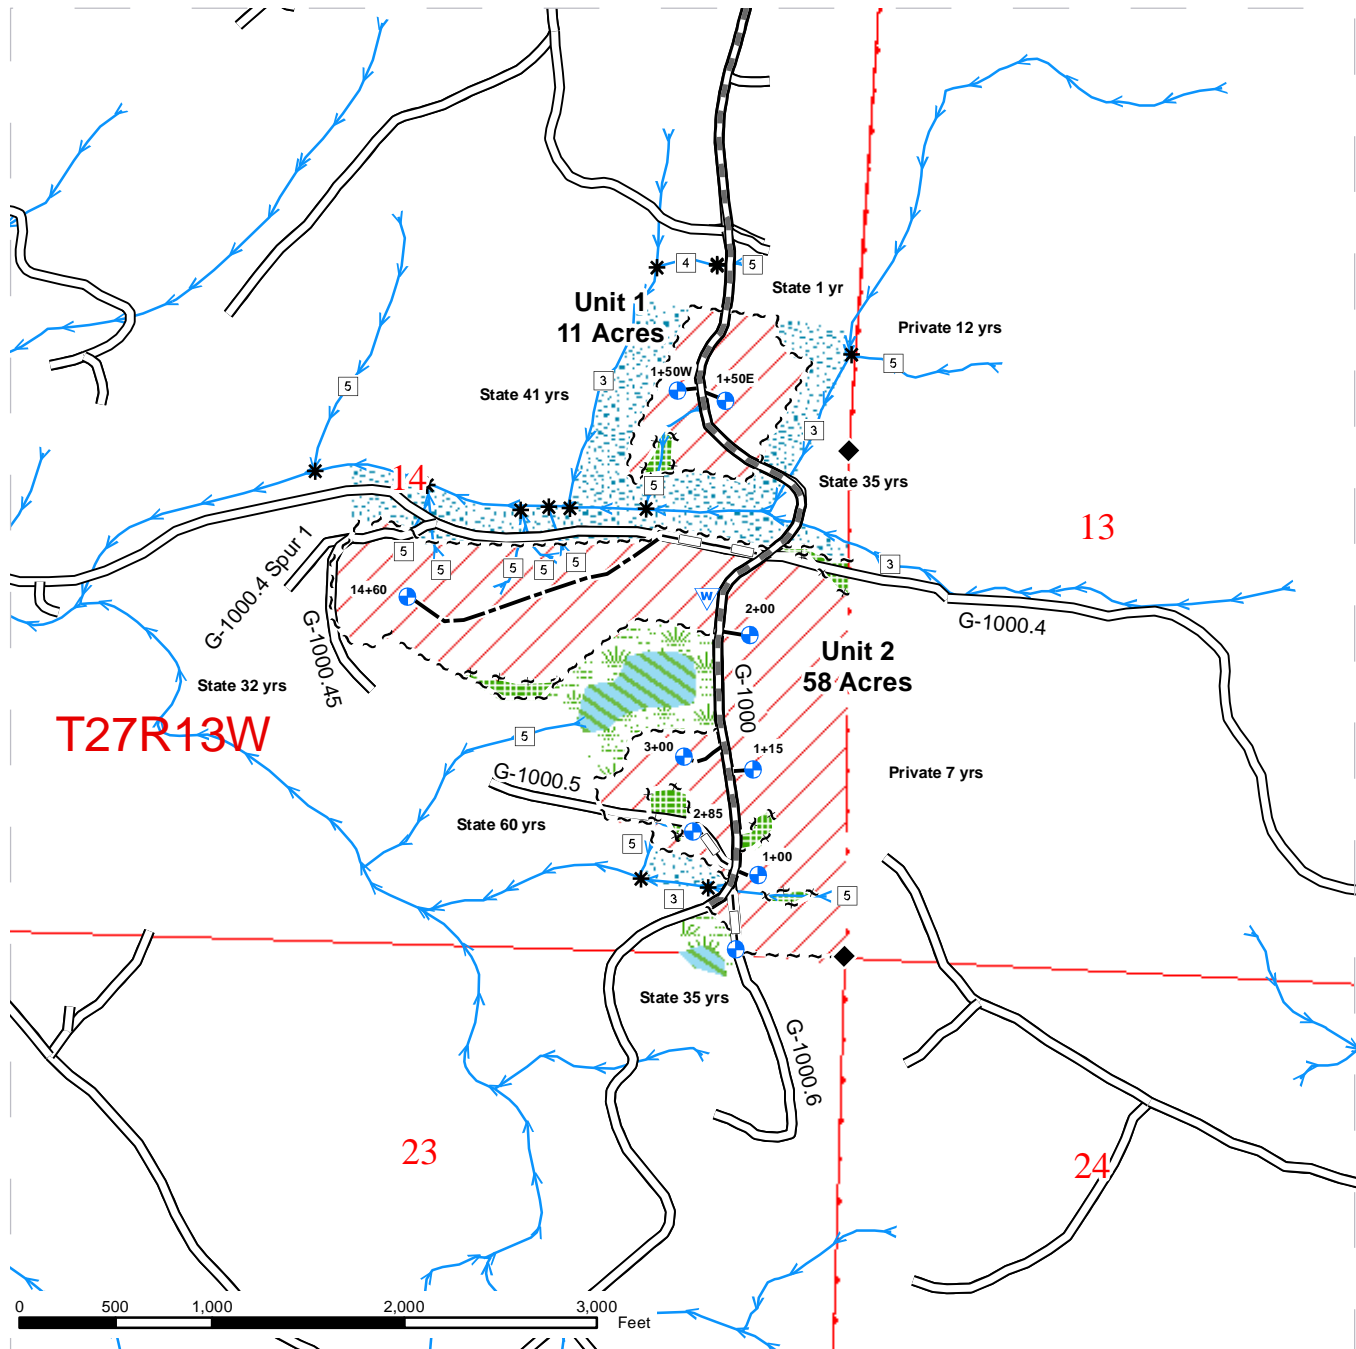 4
5
State 1 yr
Unit 1
11 Acres
Private 12 yrs
5
1+50W
1+50E
3
5
State 41 yrs
3
14
5
State 35 yrs
13
G-1000.4 Spur 1
5
5
5
5
5
3
14+60
W
2+00
G-1000.4
G-1000.45
Unit 2
58 Acres
State 32 yrs
G-1000
T27R13W
5
3+00
1+15
Private 7 yrs
G-1000.5
2+85
State 60 yrs
5
1+00
3
5
State 35 yrs
G-1000.6
23
24
0
500
1,000
2,000
3,000
Feet